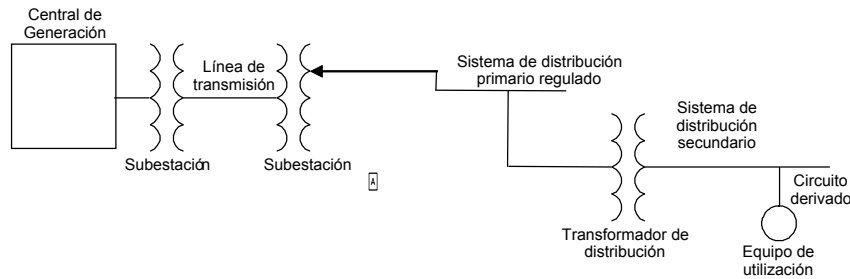 Central de
Generación
Línea de
transmisión
Subestación
Subestación
A
Sistema de distribución
primario regulado
Sistema de
distribución
secundario
Circuito
derivado
Transformador de
distribución
Equipo de
utilización